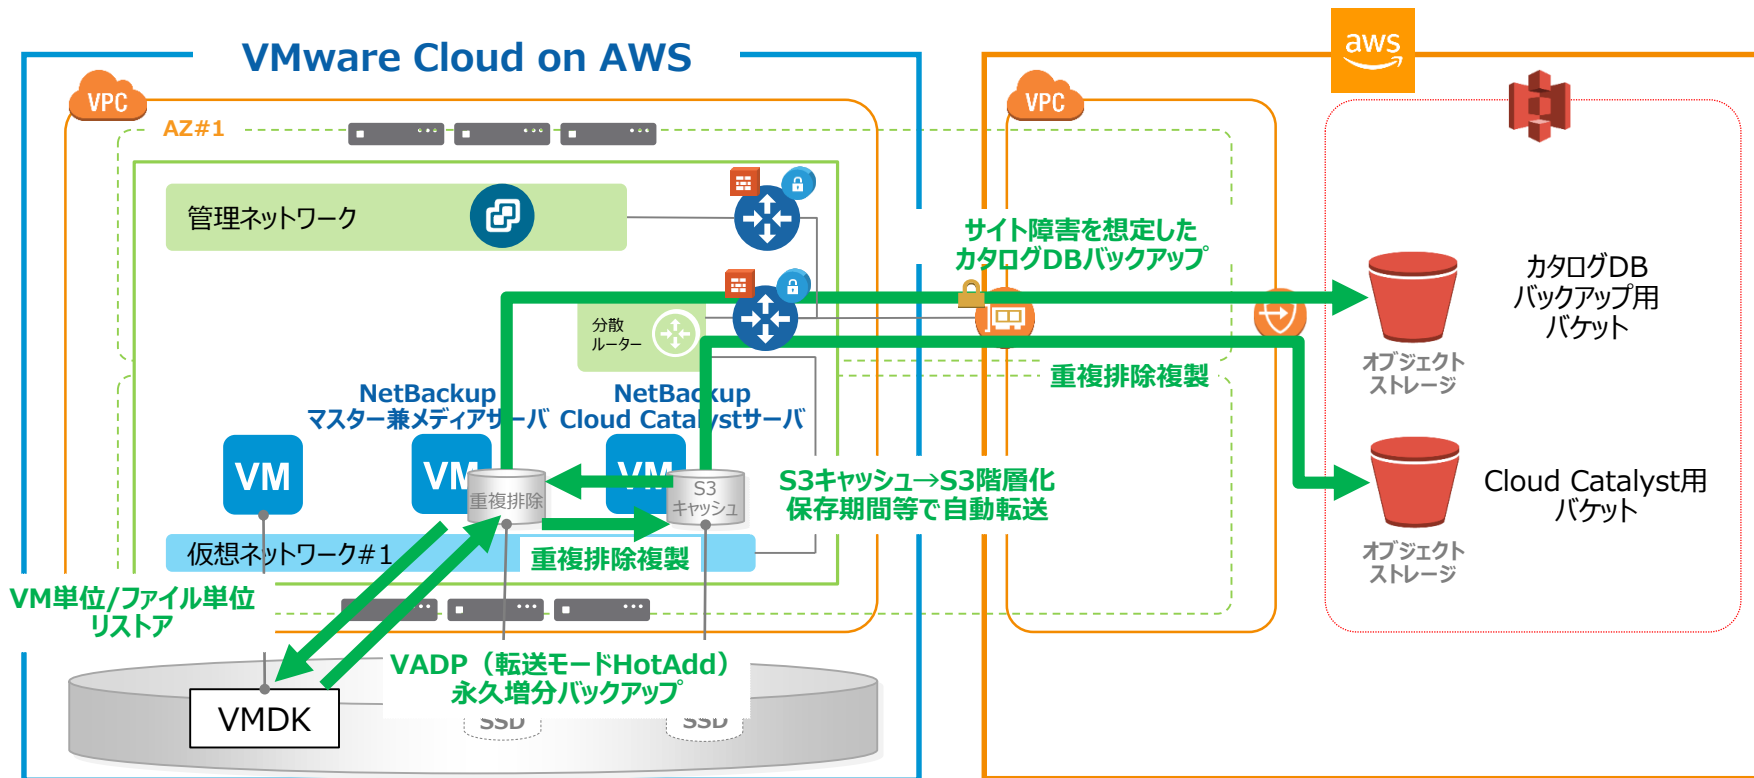 VMware Cloud on AWS
aws
VPC
VPC
AZ#1
管理ネットワーク
サイト障害を想定した
カタログDBバックアップ
カタログDB
バックアップ用
バケット
分散
ルーター
オブジェクト
ストレージ
重複排除複製
NetBackup
マスター兼メディアサーバ
NetBackup
Cloud Catalystサーバ
VM
VM
VM
重複排除
S3
キャッシュ
S3キャッシュ→S3階層化
保存期間等で自動転送
Cloud Catalyst用
バケット
オブジェクト
ストレージ
仮想ネットワーク#1
重複排除複製
VM単位/ファイル単位
リストア
VADP（転送モードHotAdd）
永久増分バックアップ
VMDK
SSD
SSD